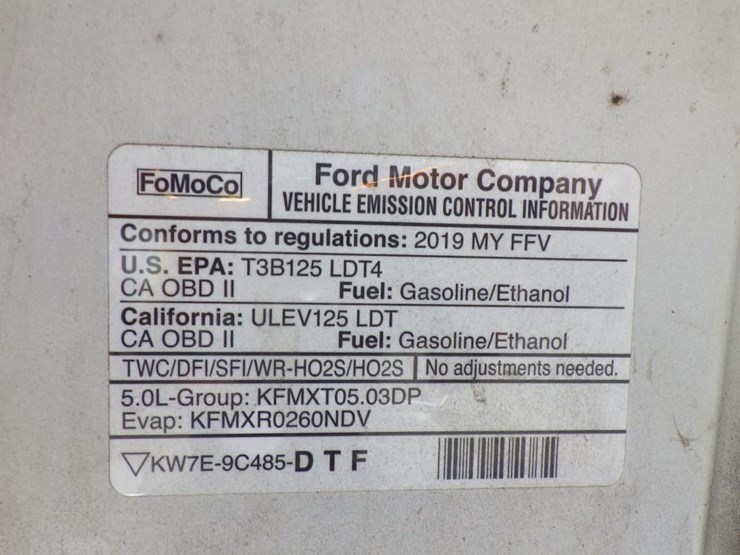 FoMoCo
Ford Motor Company
VEHICLE EMISSION CONTROL INFORMATION
Conforms to regulations: 2019 MY FFV
U.S. EPA: T3B125 LDT4
CA OBD II Fuel: Gasoline/Ethanol
California: ULEV125 LDT
CA OBD II Fuel: Gasoline/Ethanol
TWC/DFI/SFI/WR-HO2S/HO2S No adjustments needed.
5.0L-Group: KFMXT05.03DP
Evap: KFMXR0260NDV
KW7E-9C485-D T F